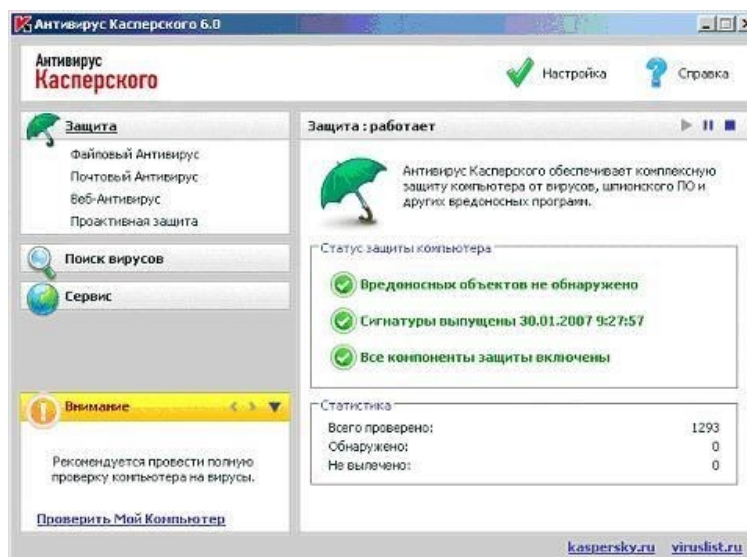 Антивирус Касперского 6.0
Антивирус
Касперского
Настройка
Справка
Защита
Файловый Антивирус
Почтовый Антивирус
Веб-Антивирус
Проактивная защита
Поиск вирусов
Сервис
Внимание
Рекомендуется провести полную
проверку компьютера на вирусы.
Проверить Мой Компьютер
Защита : работает
Антивирус Касперского обеспечивает комплексную
защиту компьютера от вирусов, шпионского ПО и
других вредоносных программ.
Статус защиты компьютера
Вредоносных объектов не обнаружено
Сигнатуры выпущены 30.01.2007 9:27:57
Все компоненты защиты включены
Статистика
Всего проверено: 1293
Обнаружено: 0
Не вылечено: 0
kaspersky.ru viruslist.ru